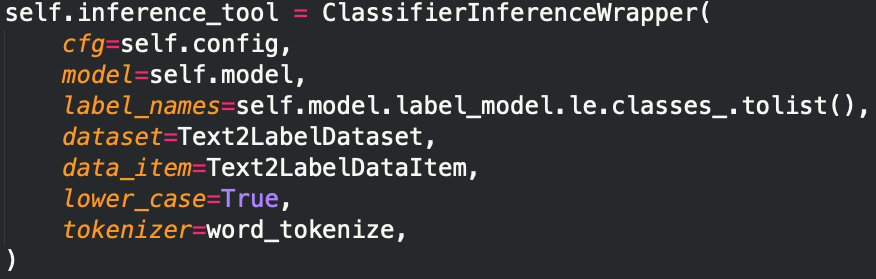 self.inference_tool = ClassifierInferenceWrapper(
    cfg=self.config,
    model=self.model,
    label_names=self.model.label_model.le.classes_.tolist(),
    dataset=Text2LabelDataset,
    data_item=Text2LabelDataItem,
    lower_case=True,
    tokenizer=word_tokenize,
)